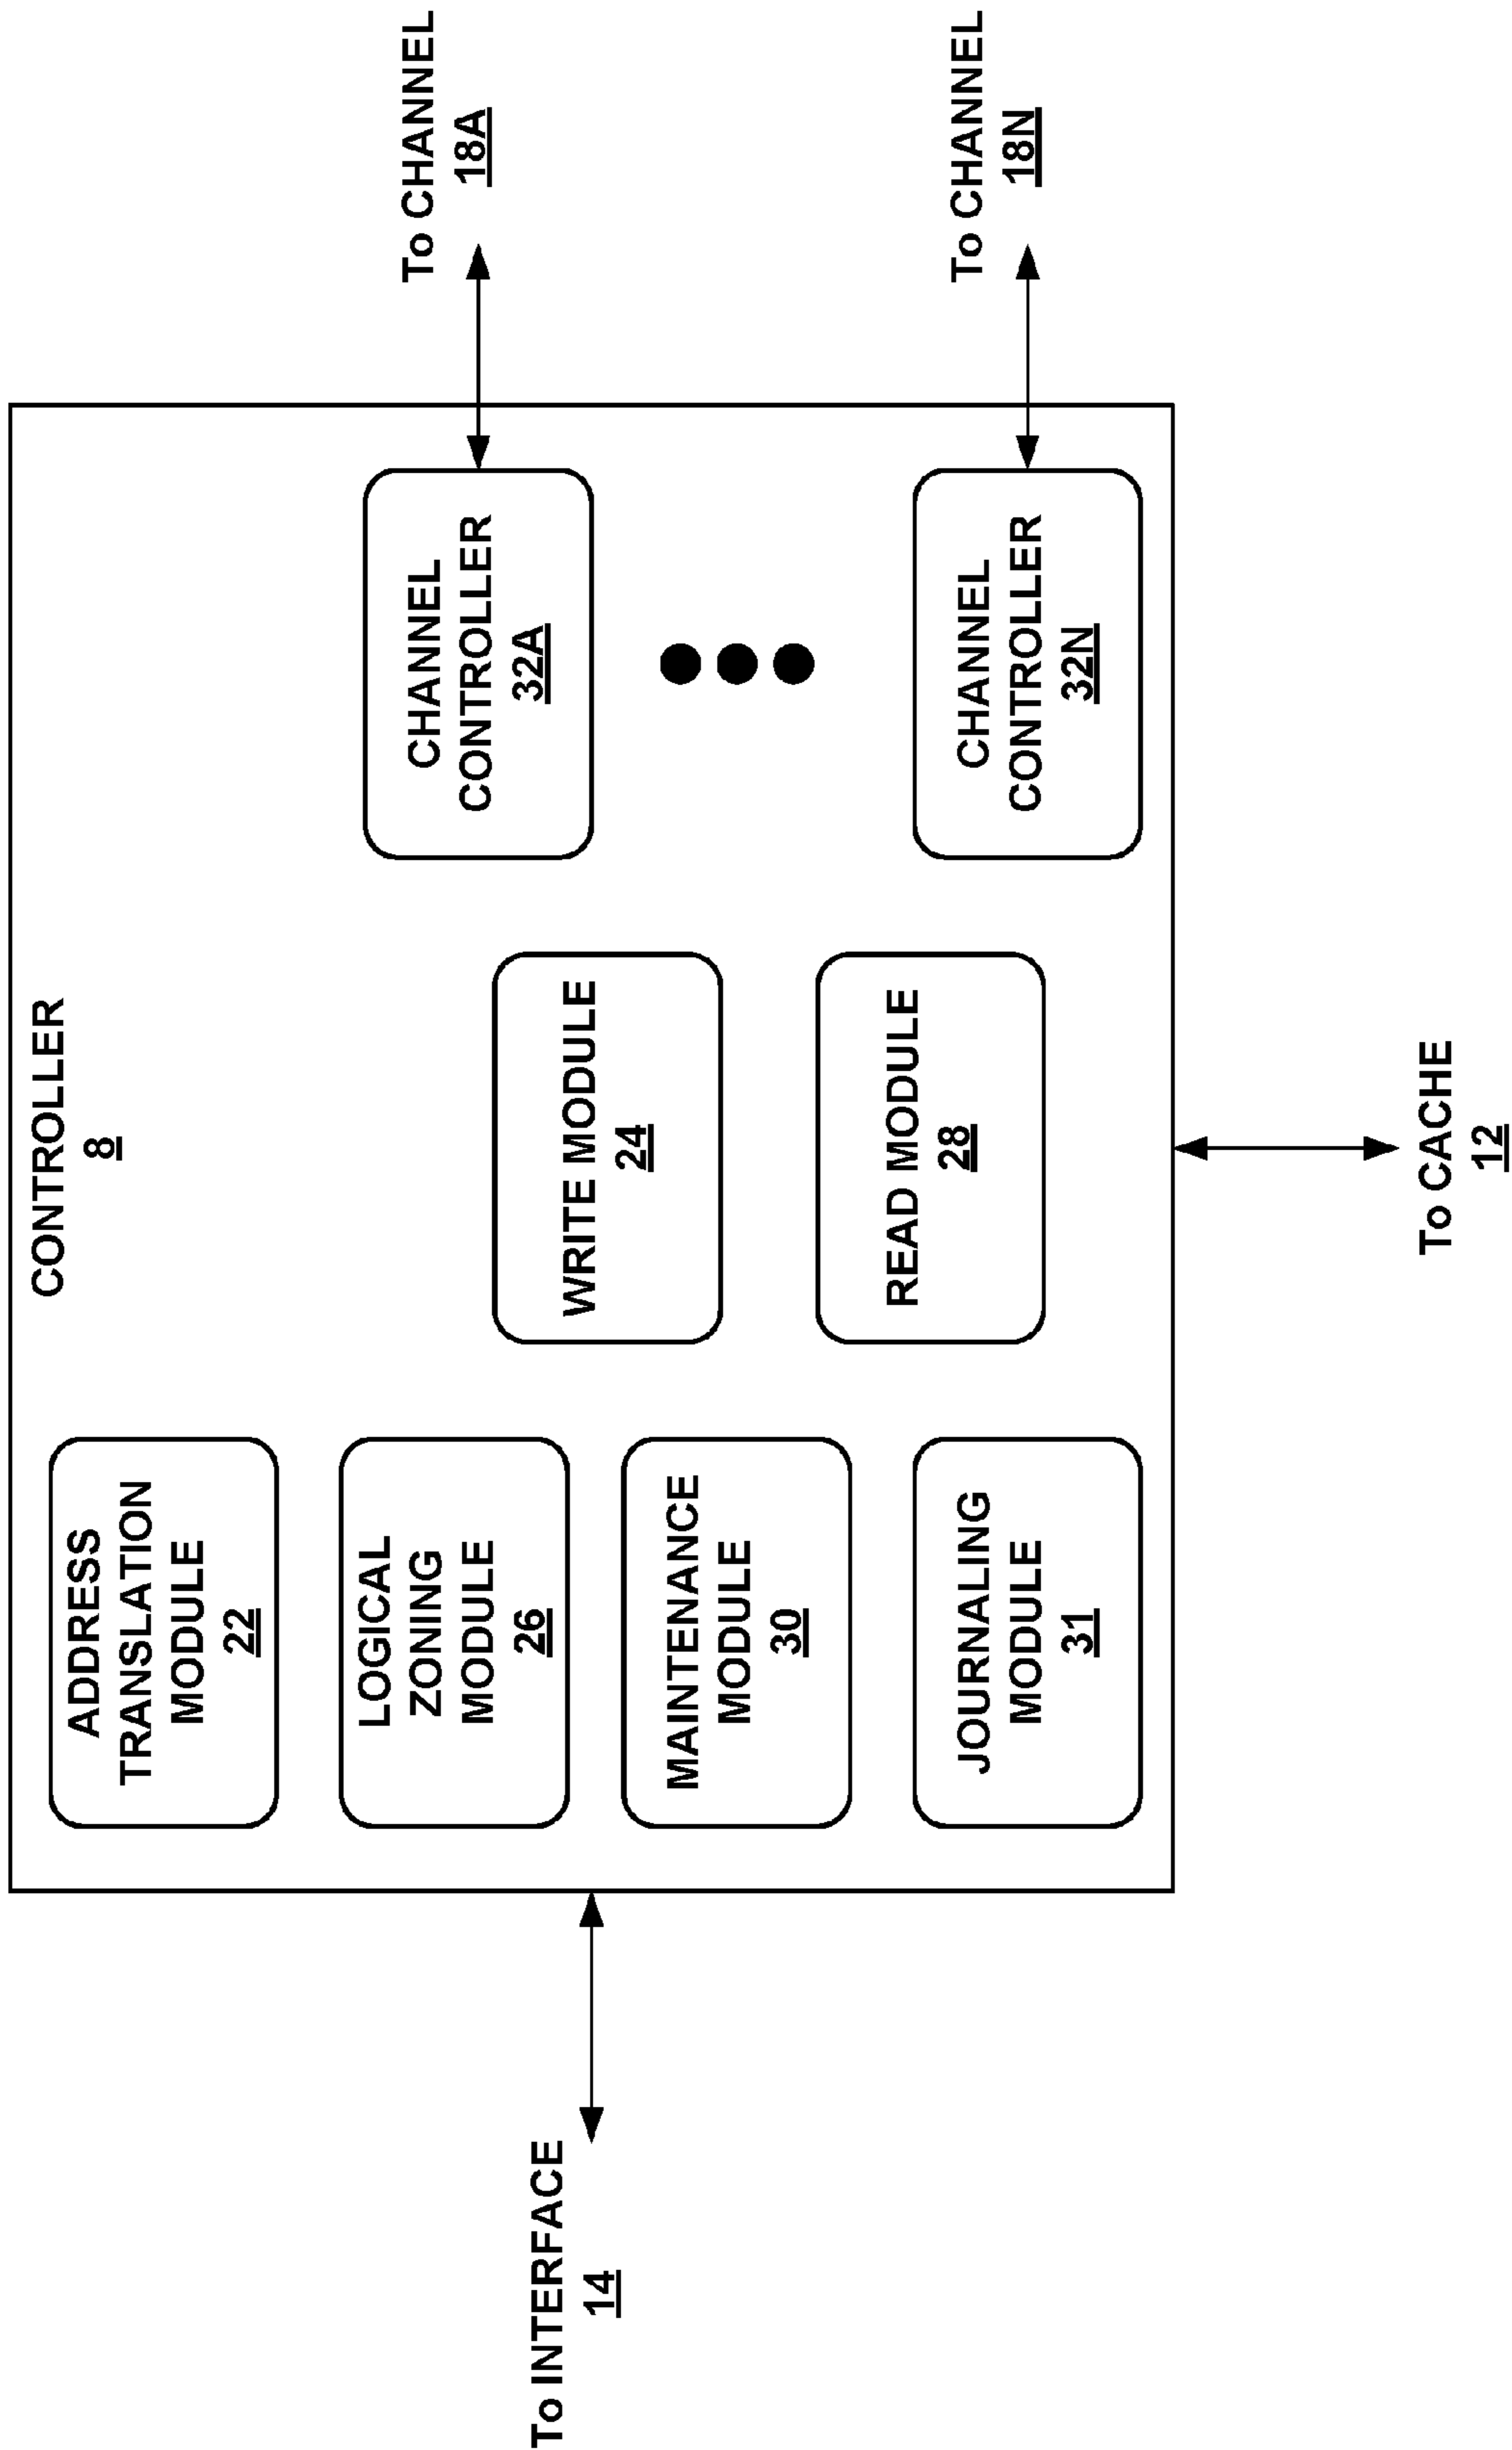 CONTROLLER
8
ADDRESS
TRANSLATION
MODULE
22
LOGICAL
ZONING
MODULE
26
MAINTENANCE
MODULE
30
JOURNALING
MODULE
31
WRITE MODULE
24
READ MODULE
28
CHANNEL
CONTROLLER
32A
CHANNEL
CONTROLLER
32N
To INTERFACE
14
To CHANNEL
18A
To CHANNEL
18N
To CACHE
12